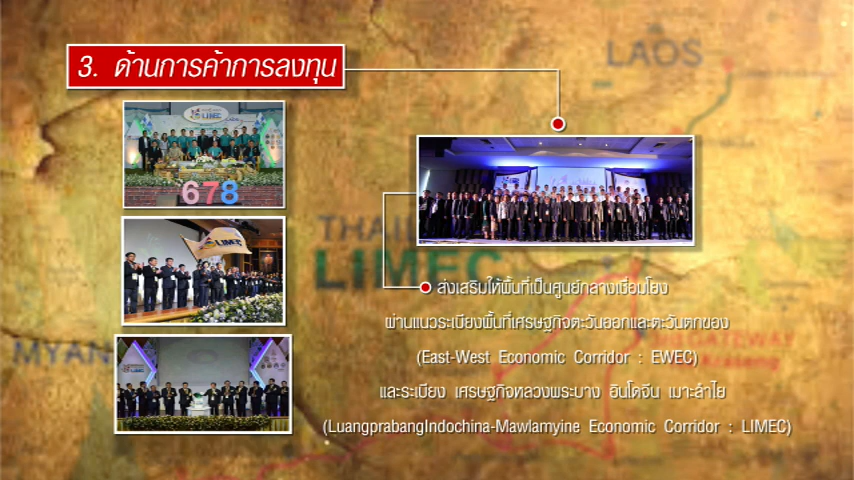 3. ด้านการค้าการลงทุน
LAOS
LIMEC
678
LIMEC
LIMEC
THAI
LIMEC
MYAN
GATEWAY
ส่งเสริมให้พื้นที่เป็นศูนย์กลางเชื่อมโยง
ผ่านแนวระเบียงพื้นที่เศรษฐกิจตะวันออกและตะวันตกของ
(East-West Economic Corridor : EWEC)
และระเบียง เศรษฐกิจหลวงพระบาง อินโดจีน เมาะลำไย
(LuangprabangIndochina-Mawlamyine Economic Corridor : LIMEC)